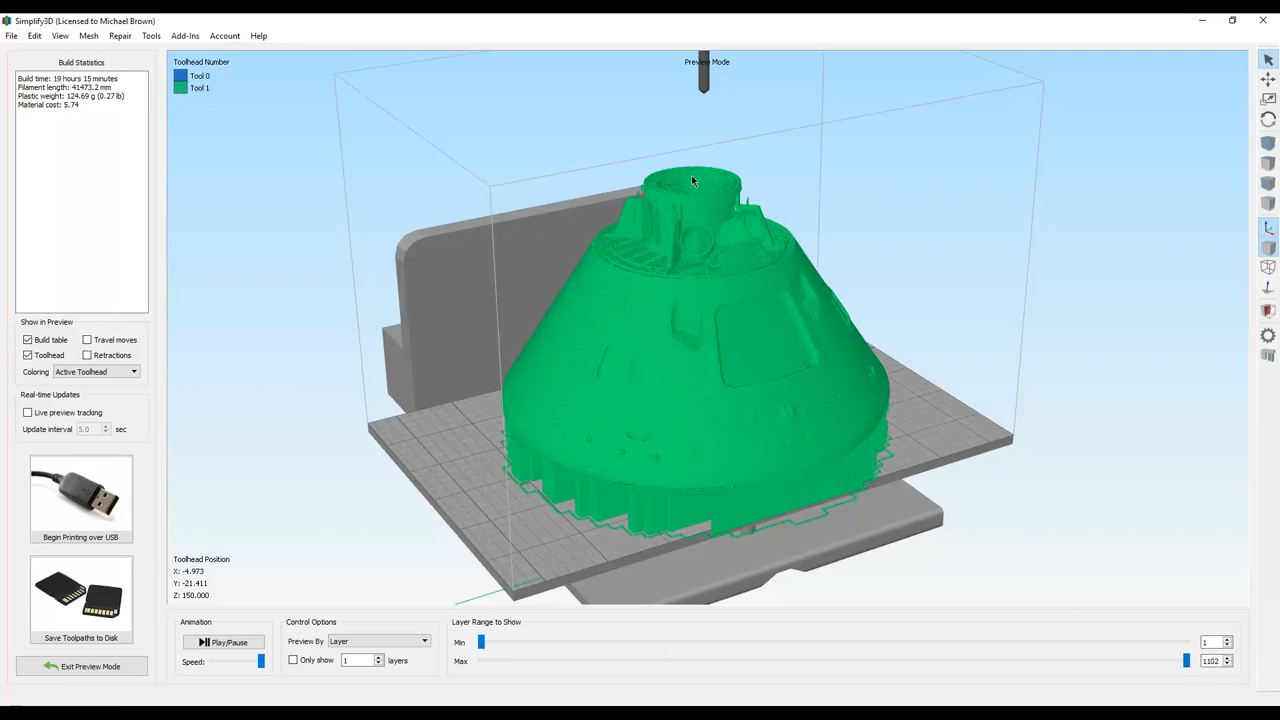 Simplify3D (Licensed to Michael Brown)
File Edit View Mesh Repair Tools Add-Ins Account Help
Build Statistics
Build time: 19 hours 15 minutes
Filament length: 41473.2 mm
Plastic weight: 124.69 g (0.27 lb)
Material cost: 5.74
Show in Preview
Build table Travel moves
Toolhead Retractions
Coloring Active Toolhead
Real-time Updates
Live preview tracking
Update interval 5.0 sec
Begin Printing over USB
Save Toolpaths to Disk
Exit Preview Mode
Toolhead Number
Tool 0
Tool 1
Preview Mode
Toolhead Position
X: -4.973
Y: -21.411
Z: 150.000
Animation
Play/Pause
Speed:
Control Options
Preview By Layer
Only show 1 layers
Layer Range to Show
Min 1
Max 1102